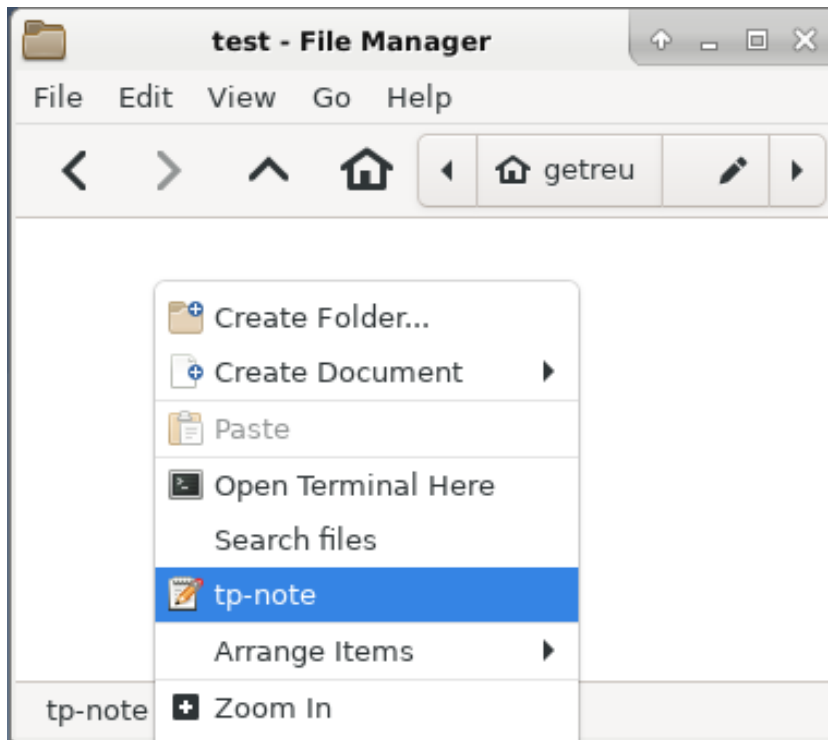 test - File Manager
File Edit View Go Help
getreu
Create Folder...
Create Document
Paste
Open Terminal Here
Search files
tp-note
Arrange Items
Zoom In
tp-note